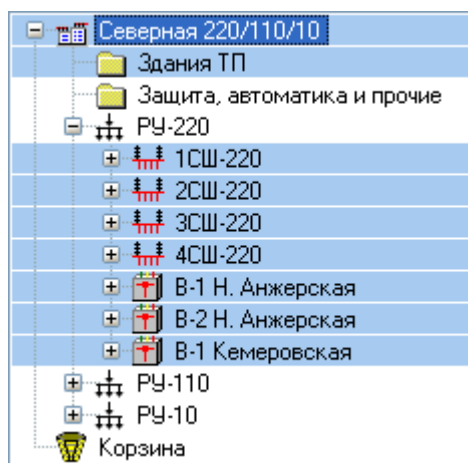 Северная 220/110/10
Здания ТП
Защита, автоматика и прочие
РУ-220
1СШ-220
2СШ-220
3СШ-220
4СШ-220
В-1 Н. Анжерская
В-2 Н. Анжерская
В-1 Кемеровская
РУ-110
РУ-10
Корзина